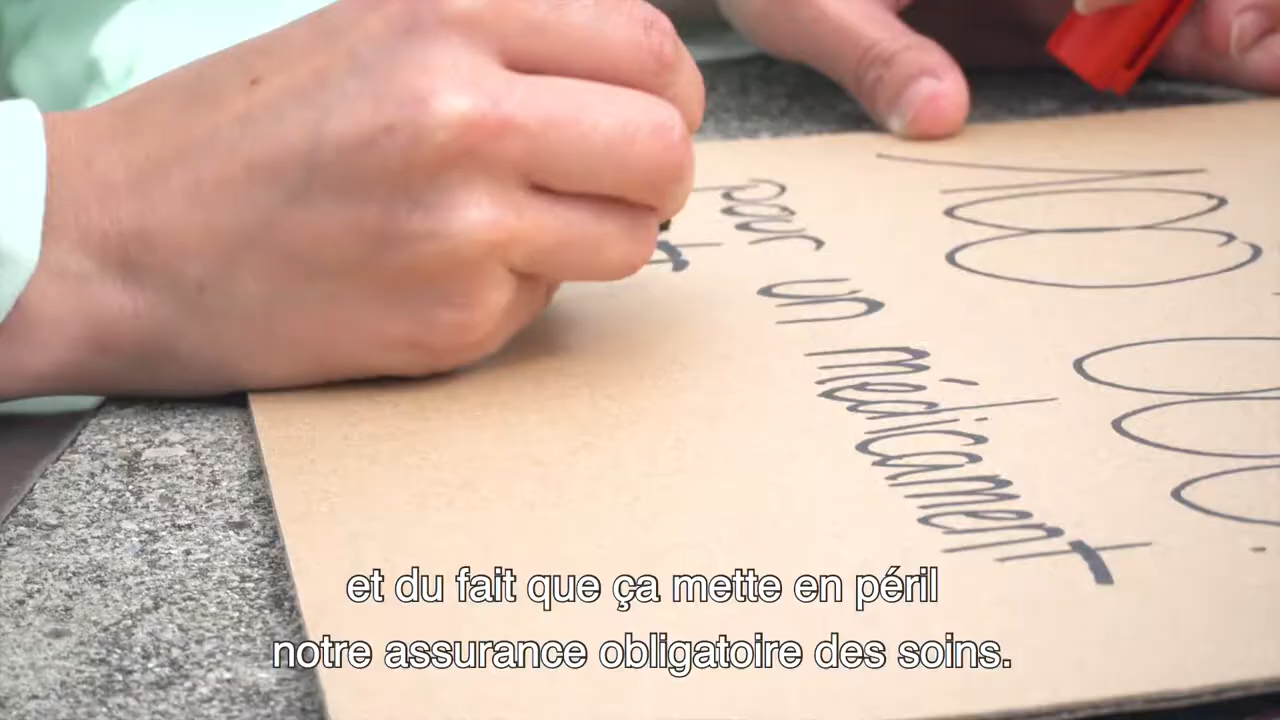 100'000.-
pour un médicament
et du fait que ça mette en péril
notre assurance obligatoire des soins.